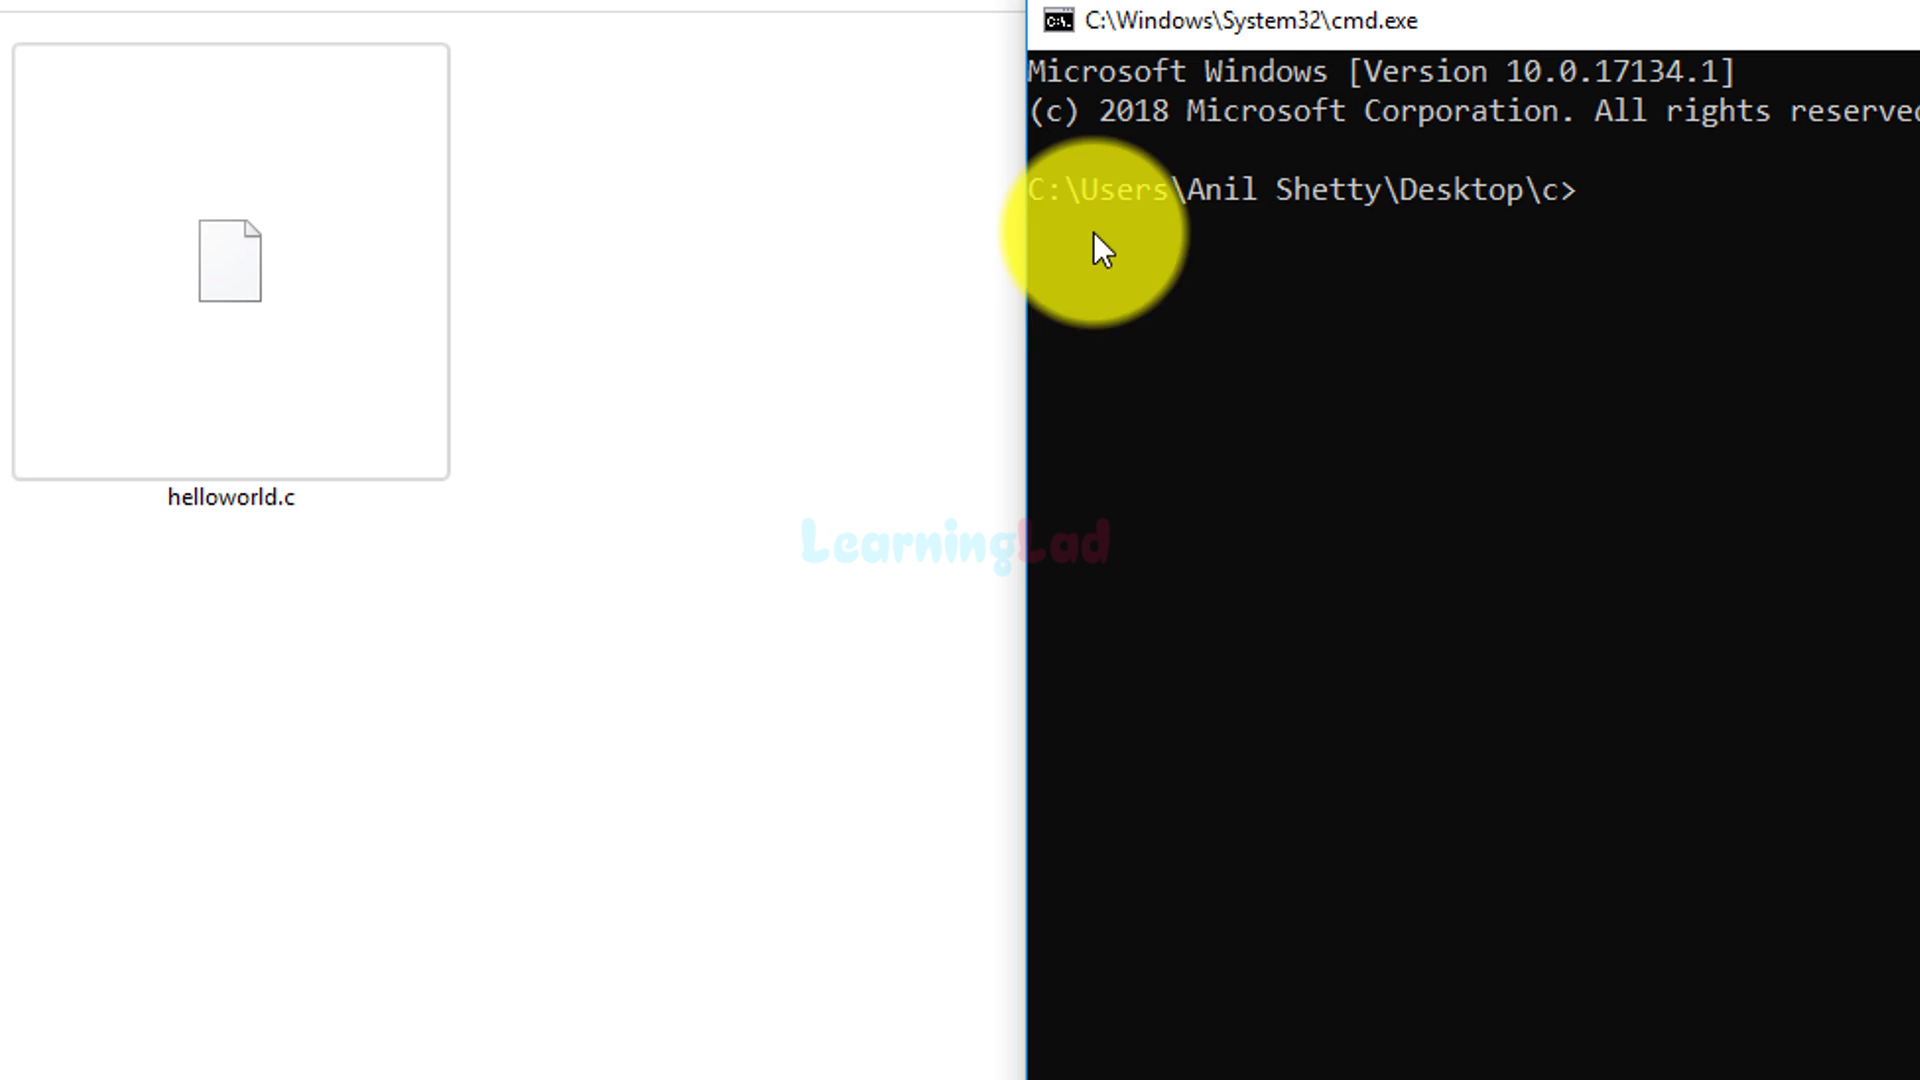 C:\Windows\System32\cmd.exe
Microsoft Windows [Version 10.0.17134.1]
(c) 2018 Microsoft Corporation. All rights reserved
C:\Users\Anil Shetty\Desktop\c>
helloworld.c
LearningLad